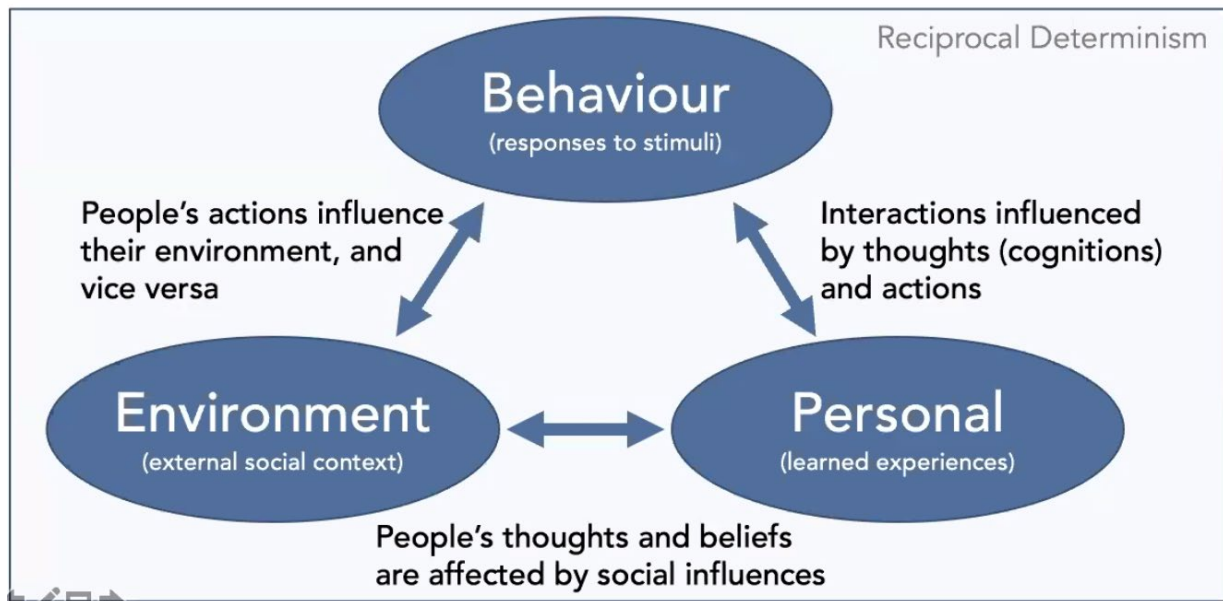 Reciprocal Determinism
Behaviour
(responses to stimuli)
People's actions influence
their environment, and
vice versa
Interactions influenced
by thoughts (cognitions)
and actions
Environment
(external social context)
Personal
(learned experiences)
People's thoughts and beliefs
are affected by social influences